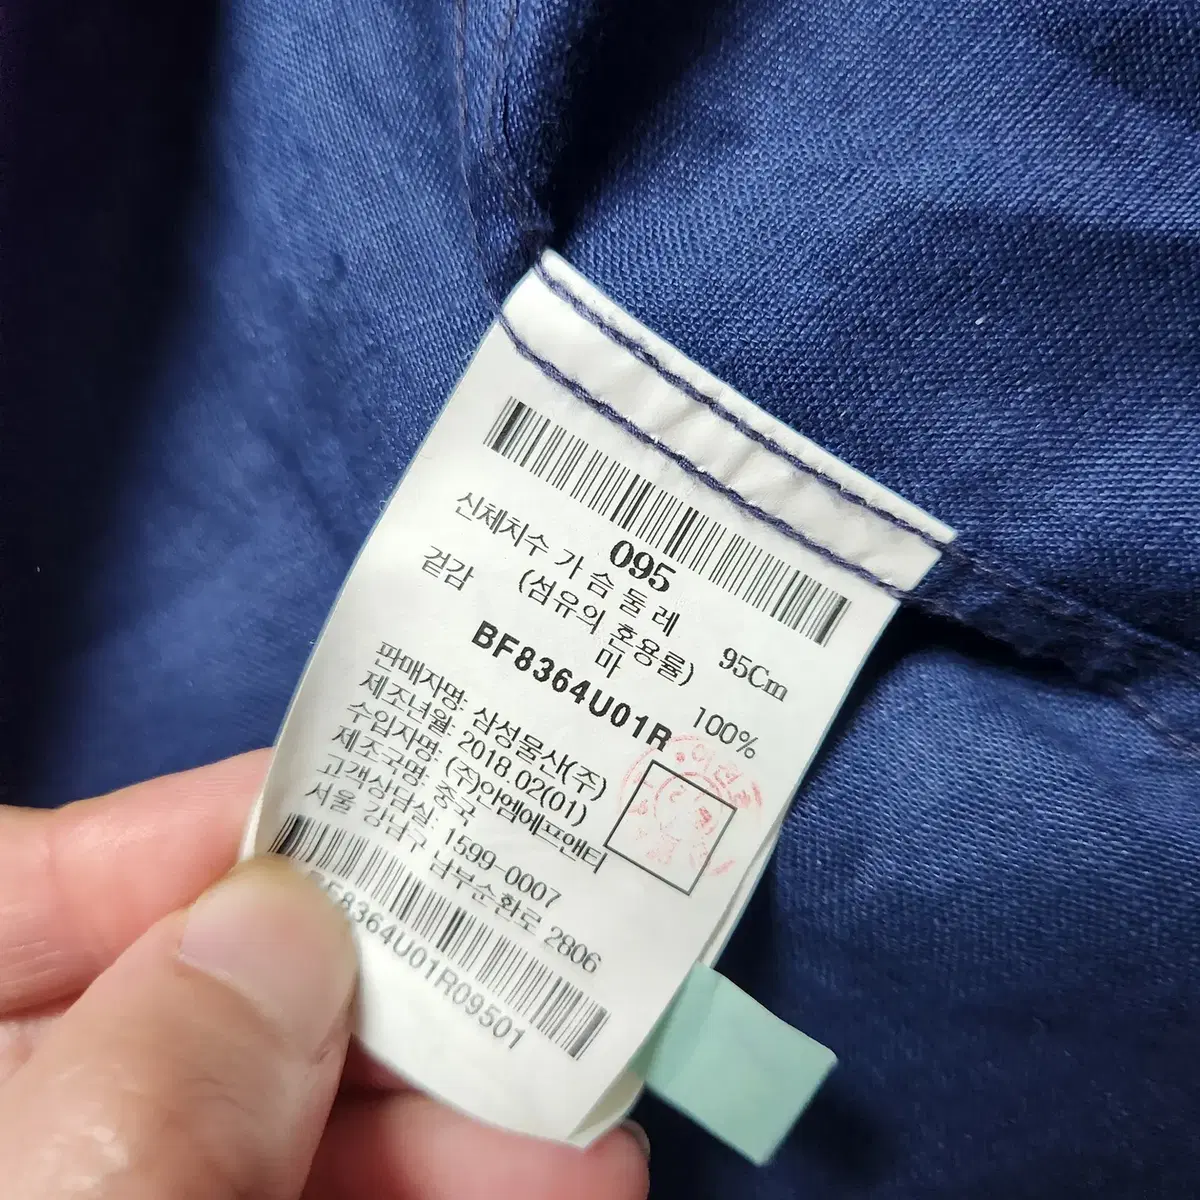 095
신체치수 가 슴 둘 레 95Cm
(섬유의 혼용률)
겉감 마 100%
BF8364U01R
판매자명: 삼성물산(주)
제조년월: 2018.02(01)
수입자명: (주)안엠에프앤티
제조국명: 중국
고객상담실: 1599-0007
서울 강남구 남부순환로 2806
BF8364U01R09501